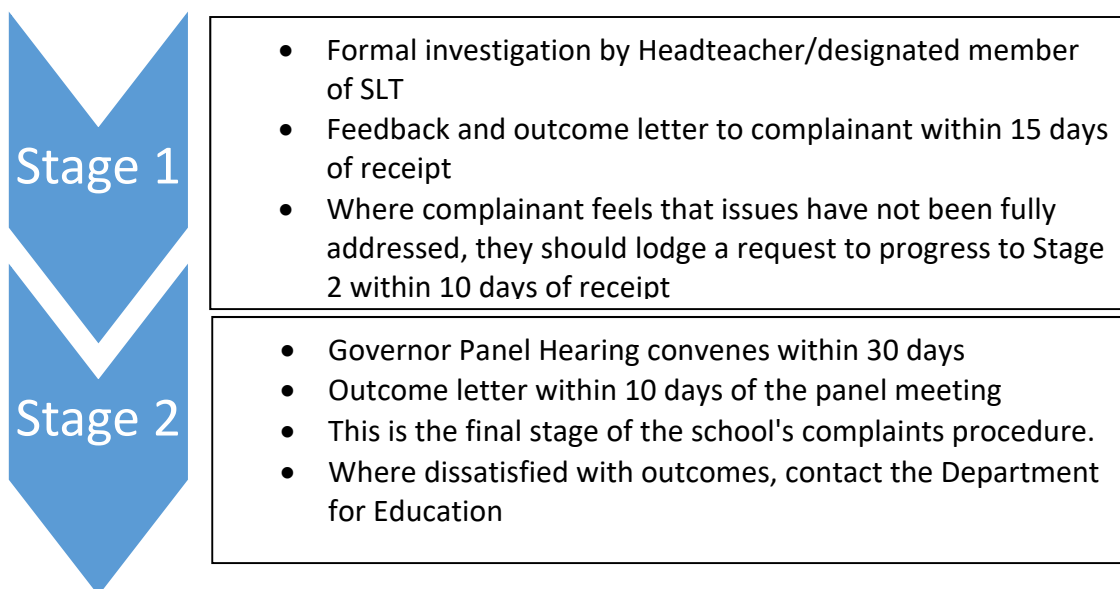 Stage 1
• Formal investigation by Headteacher/designated member
of SLT
• Feedback and outcome letter to complainant within 15 days
of receipt
• Where complainant feels that issues have not been fully
addressed, they should lodge a request to progress to Stage
2 within 10 days of receipt
Stage 2
• Governor Panel Hearing convenes within 30 days
• Outcome letter within 10 days of the panel meeting
• This is the final stage of the school's complaints procedure.
• Where dissatisfied with outcomes, contact the Department
for Education